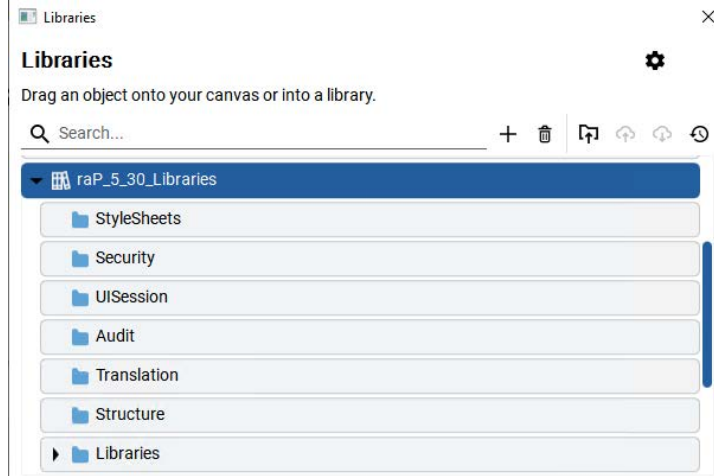 Libraries
Libraries
Drag an object onto your canvas or into a library.
Search...
raP_5_30_Libraries
StyleSheets
Security
UISession
Audit
Translation
Structure
Libraries